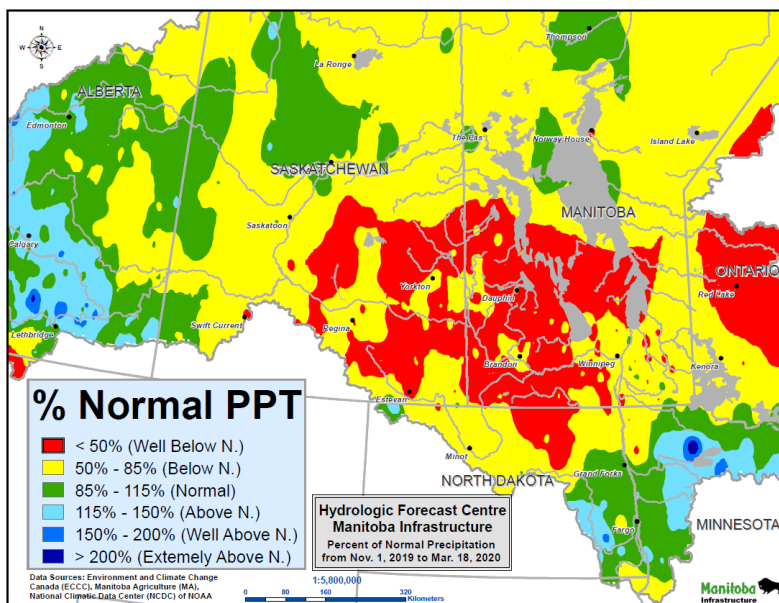 N
W
E
S
Thompson
La Ronge
ALBERTA
Edmonton
The Pas
Norway House
Island Lake
SASKATCHEWAN
Saskatoon
MANITOBA
Calgary
ONTARIO
Yorkton
Dauphin
Red Lake
Swift Current
Regina
Lethbridge
Brandon
Winnipeg
Kenora
Estevan
% Normal PPT
< 50% (Well Below N.)
50% - 85% (Below N.)
85% - 115% (Normal)
115% - 150% (Above N.)
150% - 200% (Well Above N.)
> 200% (Extemely Above N.)
Minot
Grand Forks
NORTH DAKOTA
Hydrologic Forecast Centre
Manitoba Infrastructure
Percent of Normal Precipitation
from Nov. 1, 2019 to Mar. 18, 2020
Fargo
MINNESOTA
Data Sources: Environment and Climate Change
Canada (ECCC), Manitoba Agriculture (MA),
National Climatic Data Center (NCDC) of NOAA
1:5,800,000
0 80 160 320
Kilometers
Manitoba
Infrastructure